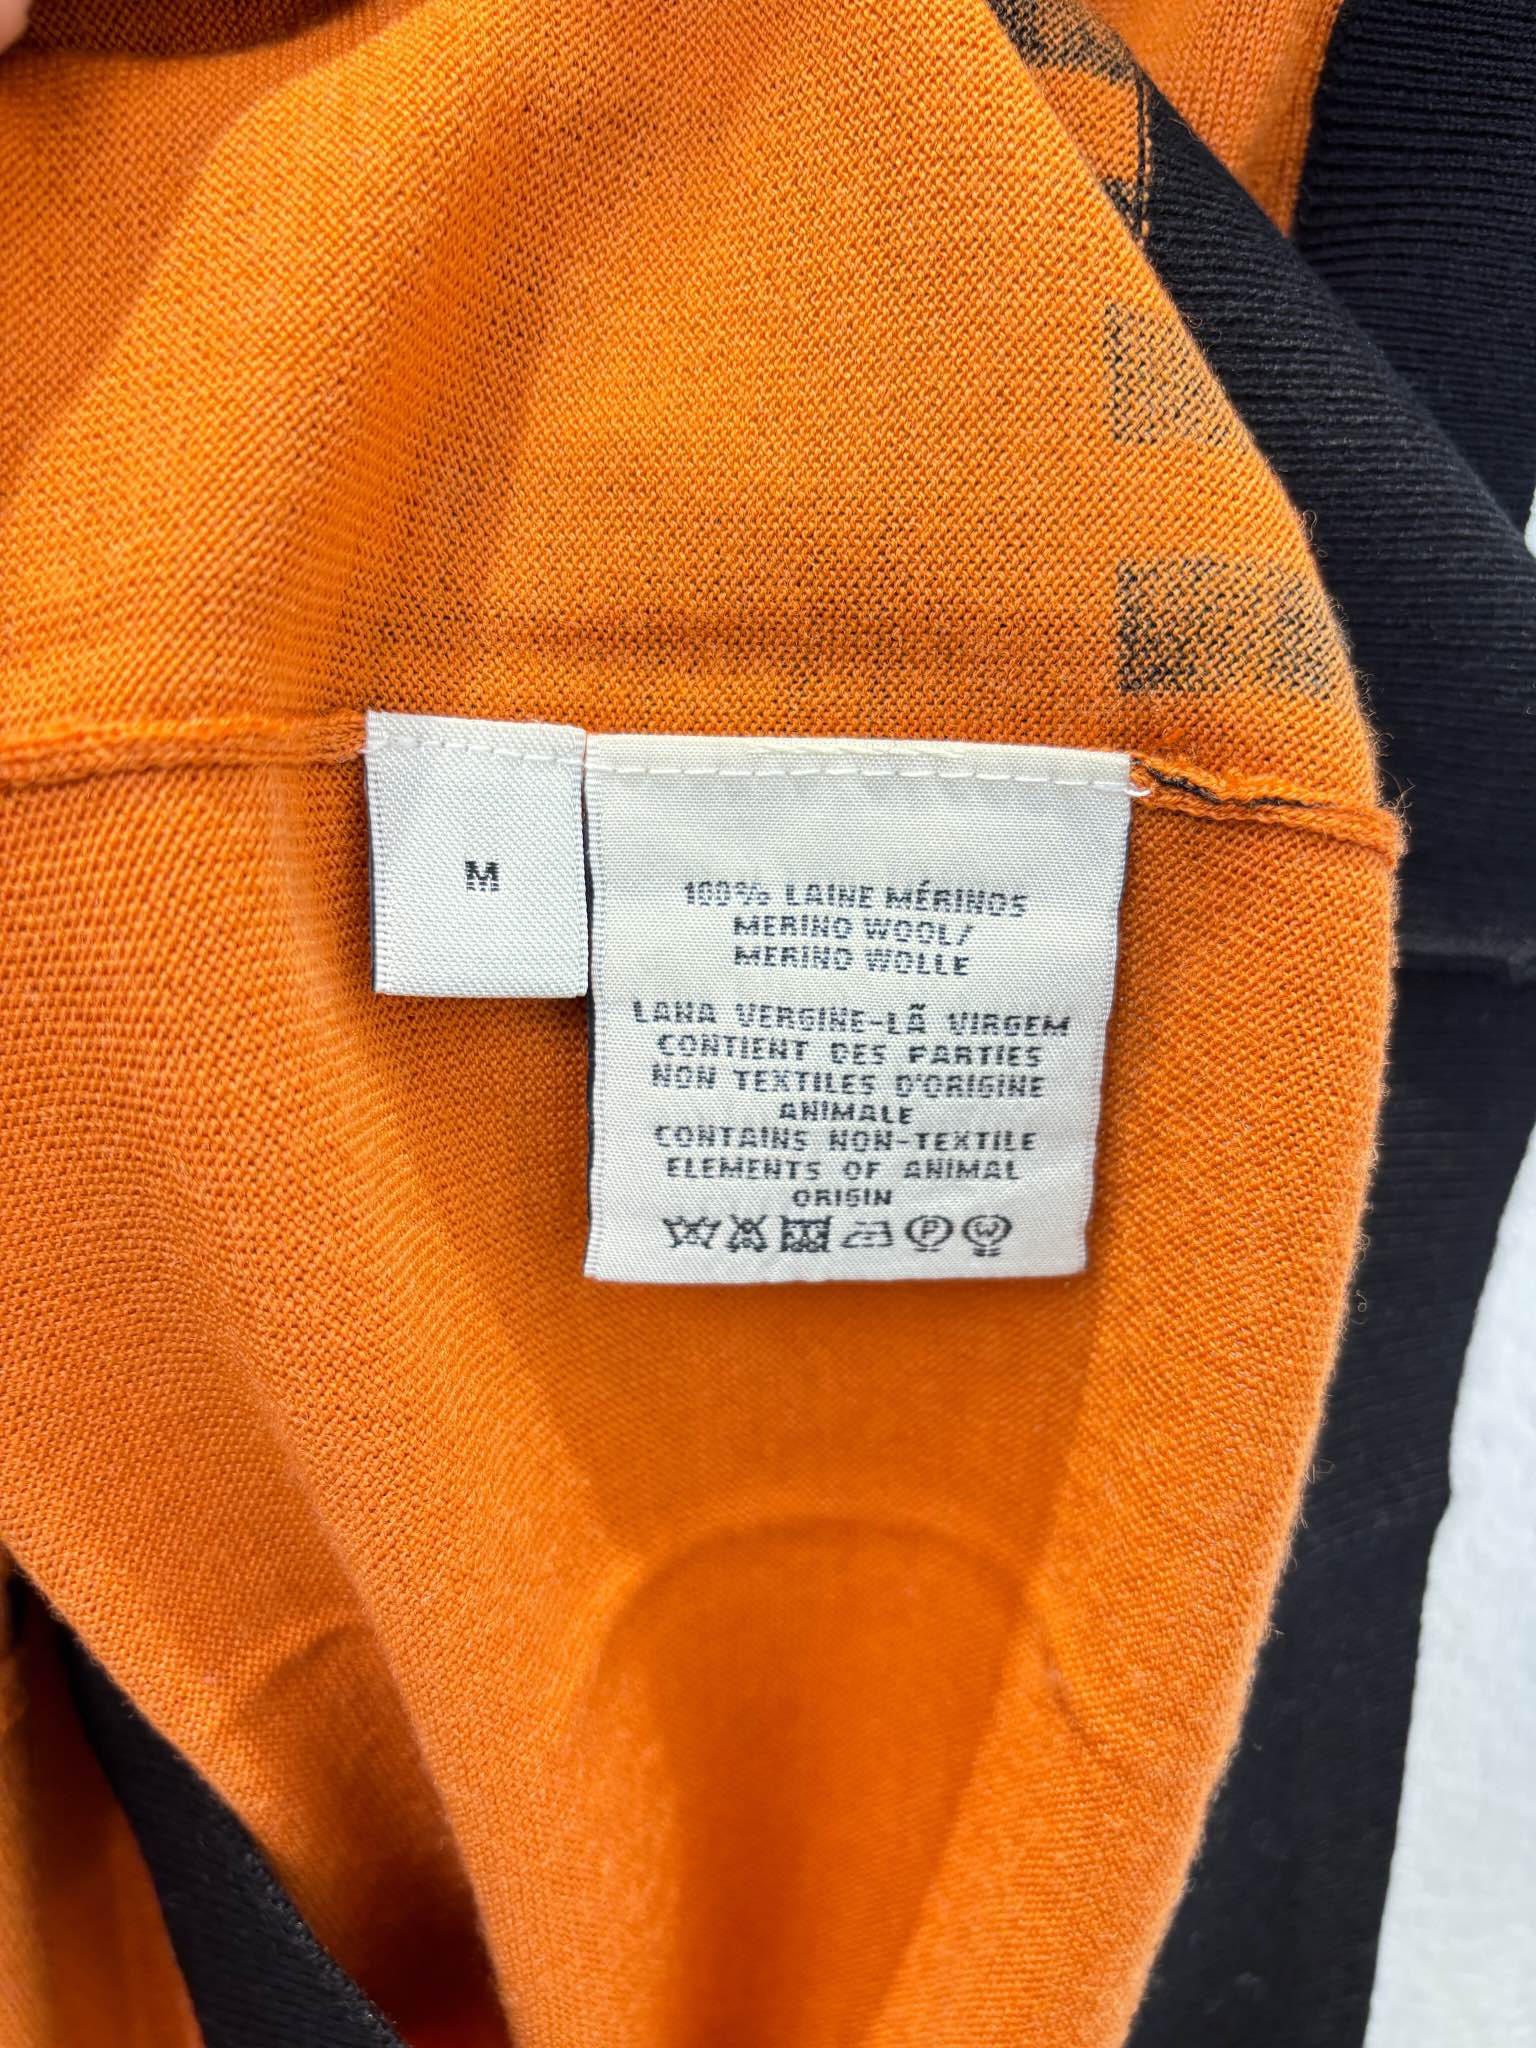 M
100% LAINE MÉRINOS
MERINO WOOL/
MERINO WOLLE
LANA VERGINE-LÃ VIRGEM
CONTIENT DES PARTIES
NON TEXTILES D'ORIGINE
ANIMALE
CONTAINS NON-TEXTILE
ELEMENTS OF ANIMAL
ORIGIN
P W